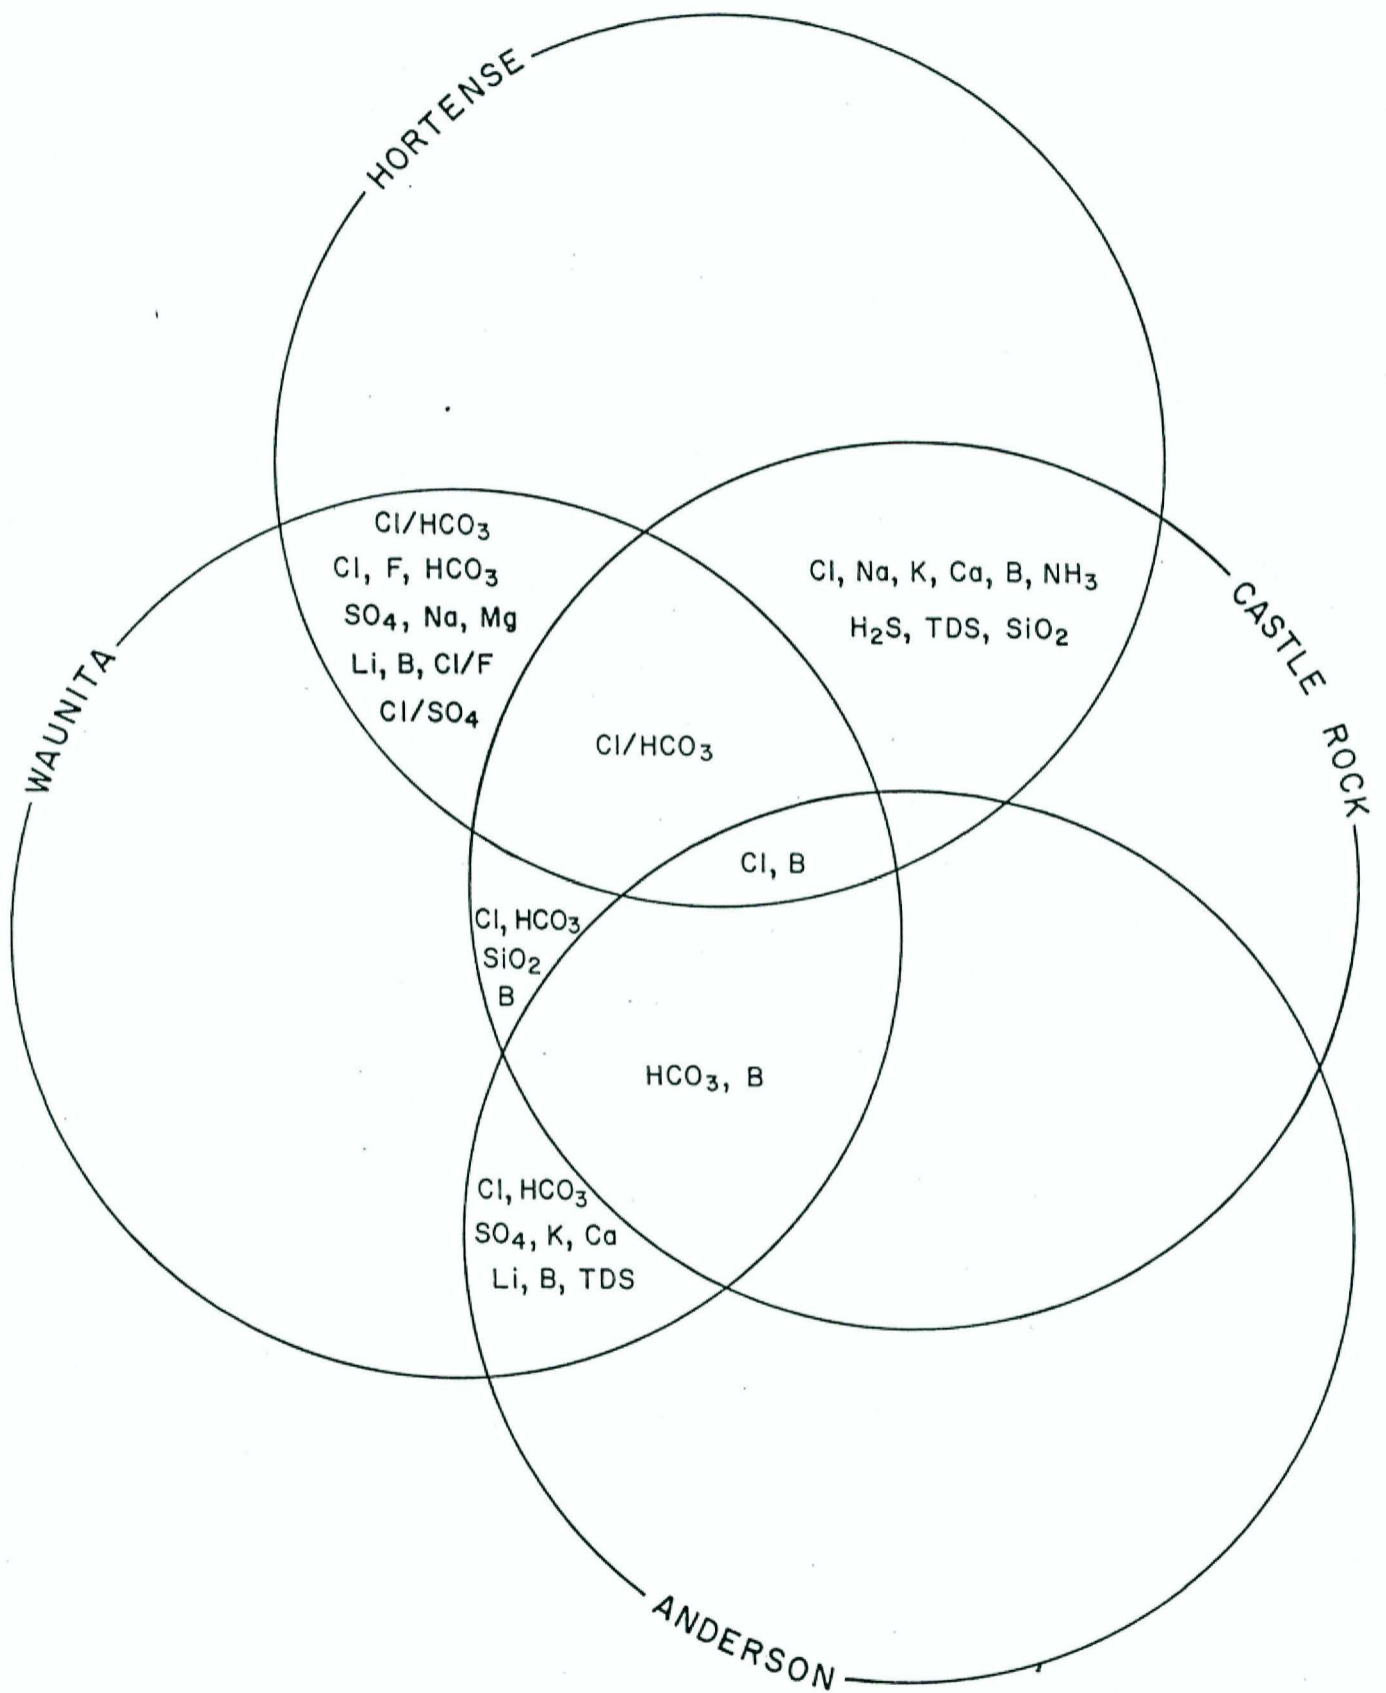 HORTENSE
Cl/HCO₃
Cl, F, HCO₃
SO₄, Na, Mg
Li, B, Cl/F
Cl/SO₄
Cl, Na, K, Ca, B, NH₃
H₂S, TDS, SiO₂
CASTLE ROCK
WAUNITA
Cl/HCO₃
Cl, B
Cl, HCO₃
SiO₂
B
HCO₃, B
Cl, HCO₃
SO₄, K, Ca
Li, B, TDS
ANDERSON